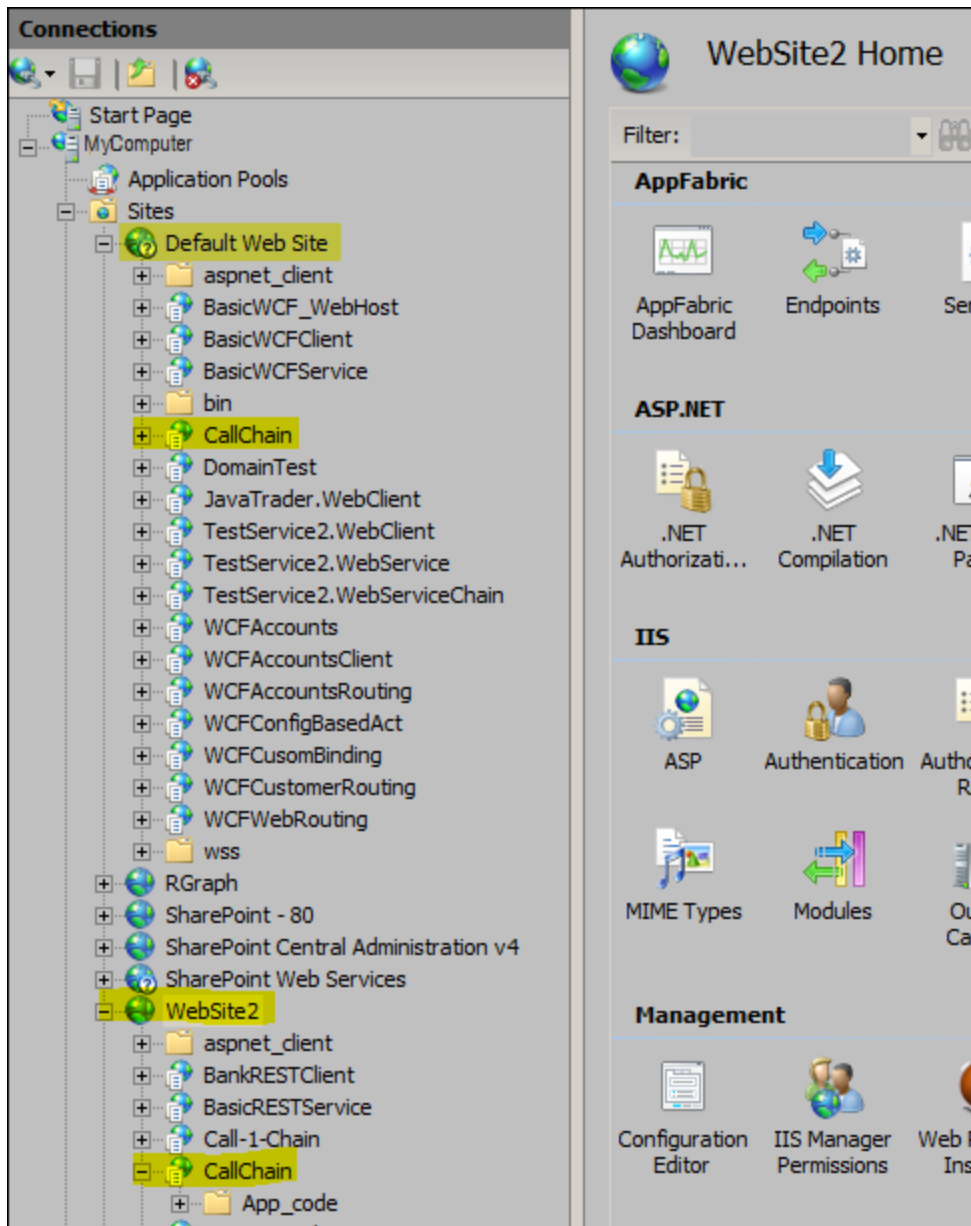 Connections
Start Page
MyComputer
Application Pools
Sites
Default Web Site
aspnet_client
BasicWCF_WebHost
BasicWCFClient
BasicWCFService
bin
CallChain
DomainTest
JavaTrader.WebClient
TestService2.WebClient
TestService2.WebService
TestService2.WebServiceChain
WCFAccounts
WCFAccountsClient
WCFAccountsRouting
WCFConfigBasedAct
WCFCusomBinding
WCFCustomerRouting
WCFWebRouting
wss
RGraph
SharePoint - 80
SharePoint Central Administration v4
SharePoint Web Services
WebSite2
aspnet_client
BankRESTClient
BasicRESTService
Call-1-Chain
CallChain
App_code
WebSite2 Home
Filter:
AppFabric
AppFabric Endpoints
Dashboard
ASP.NET
.NET .NET .NET
Authorizati... Compilation
IIS
ASP Authentication
MIME Types Modules
Management
Configuration IIS Manager Web
Editor Permissions